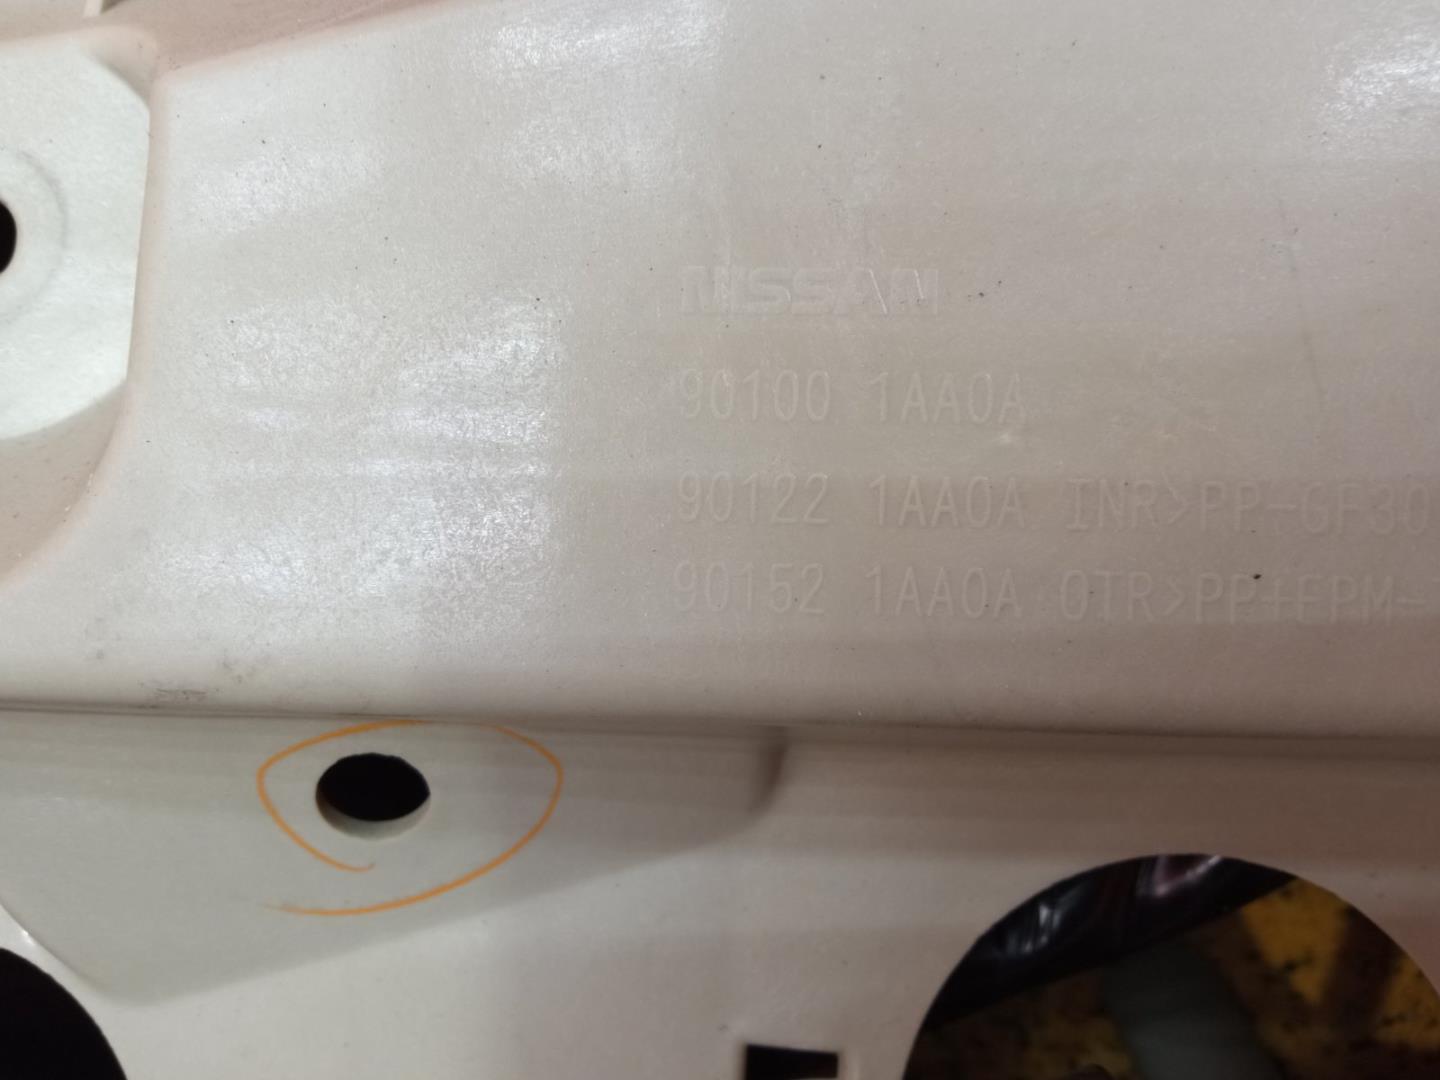 NISSAN
90100 1AA0A
90122 1AA0A INR>PP-GF30
90152 1AA0A OTR>PP+EPM-